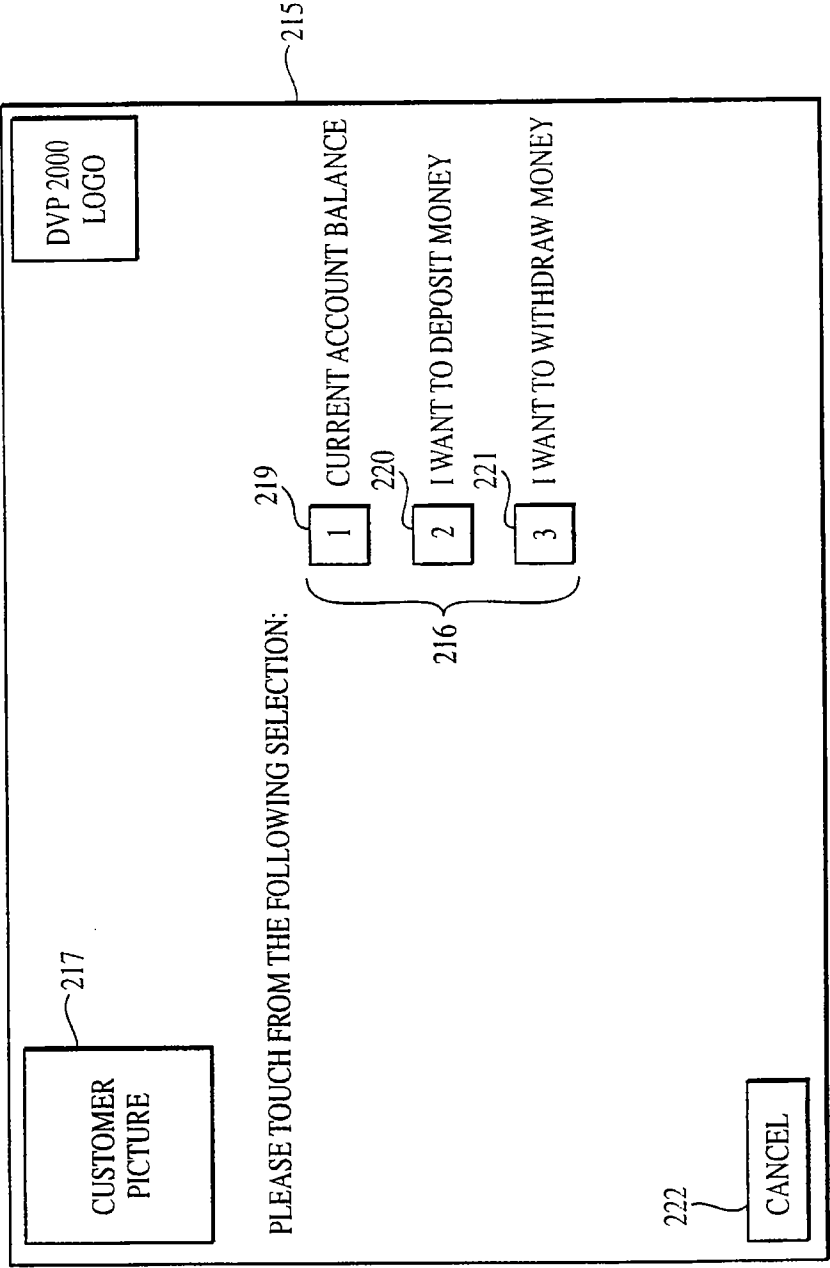 215
CUSTOMER
PICTURE
217
DVP 2000
LOGO
PLEASE TOUCH FROM THE FOLLOWING SELECTION:
216
219
1 CURRENT ACCOUNT BALANCE
220
2 I WANT TO DEPOSIT MONEY
221
3 I WANT TO WITHDRAW MONEY
222
CANCEL